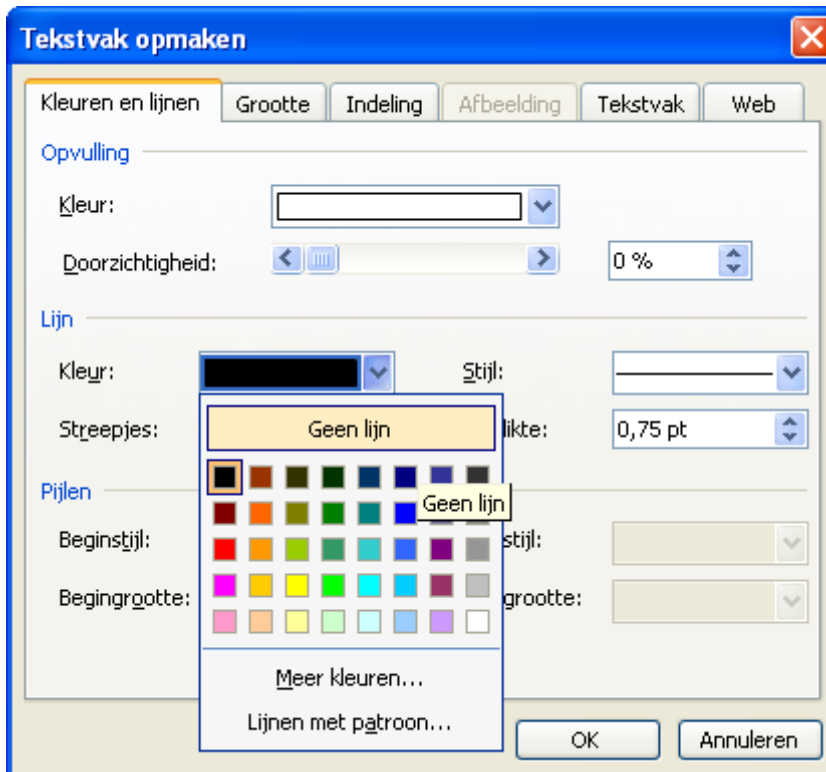 Tekstvak opmaken
Kleuren en lijnen Grootte Indeling Afbeelding Tekstvak Web
Opvulling
Kleur:
Doorzichtigheid: 0 %
Lijn
Kleur: Stijl:
Streepjes: Geen lijn ikte: 0,75 pt
Pijlen Geen lijn
Beginstijl: stijl:
Begingrootte: grootte:
Meer kleuren...
Lijnen met patroon...
OK Annuleren